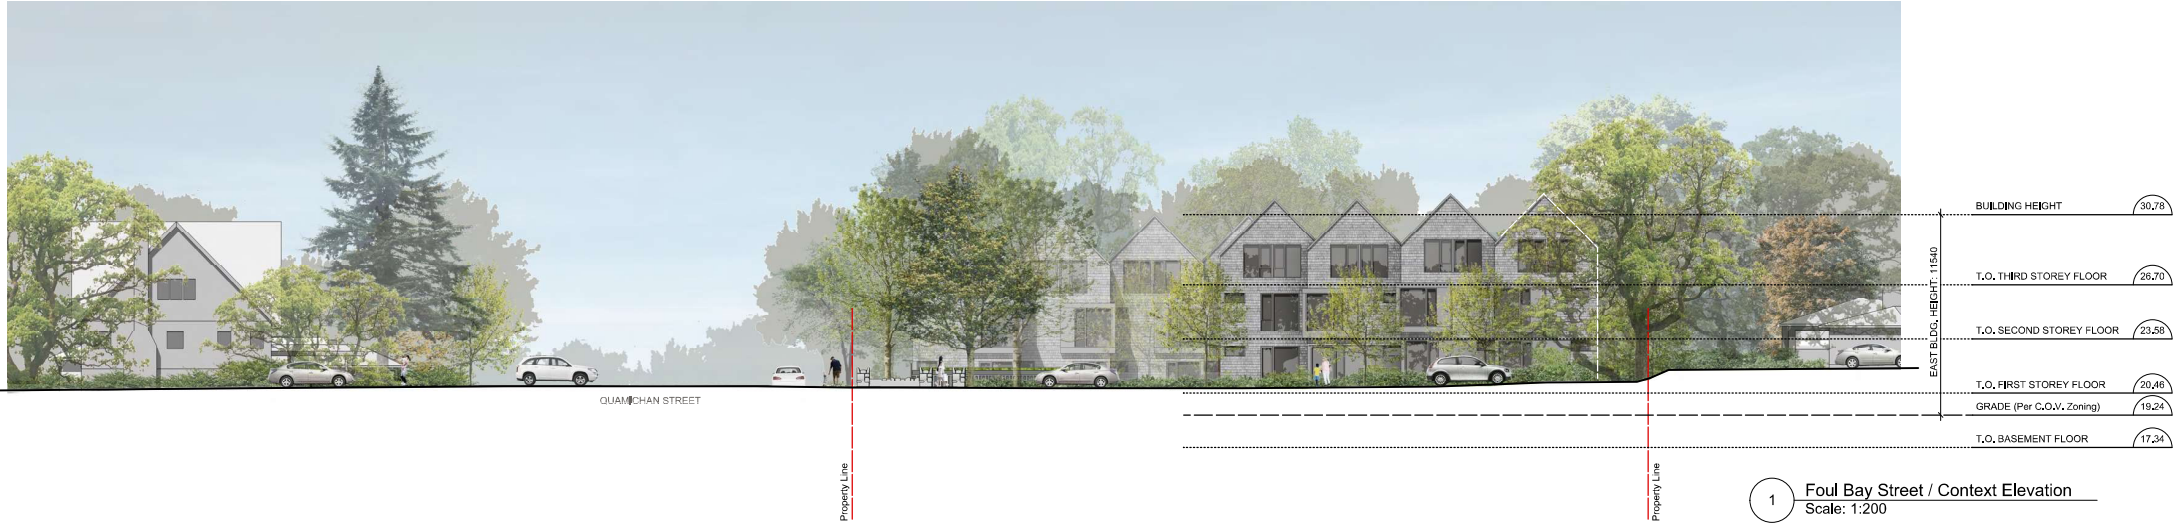 BUILDING HEIGHT 30.78
EAST BLDG. HEIGHT : 11540
T.O. THIRD STOREY FLOOR 26.70
T.O. SECOND STOREY FLOOR 23.58
T.O. FIRST STOREY FLOOR 20.46
GRADE (Per C.O.V. Zoning) 19.24
T.O. BASEMENT FLOOR 17.34
QUAMICHAN STREET
Property Line
Property Line
1 Foul Bay Street / Context Elevation
Scale: 1:200